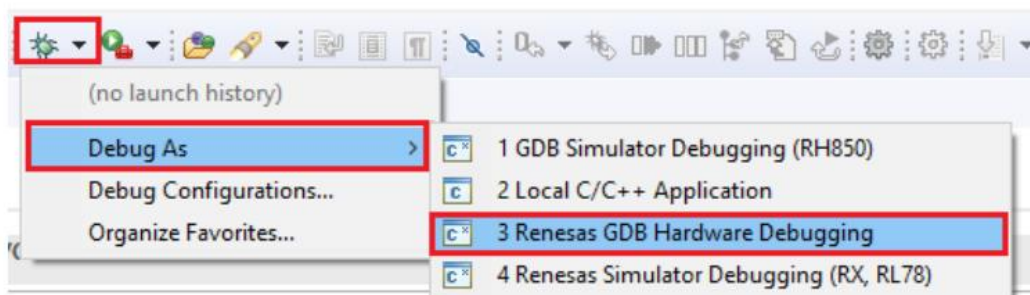 (no launch history)
Debug As
1 GDB Simulator Debugging (RH850)
Debug Configurations...
2 Local C/C++ Application
Organize Favorites...
3 Renesas GDB Hardware Debugging
4 Renesas Simulator Debugging (RX, RL78)